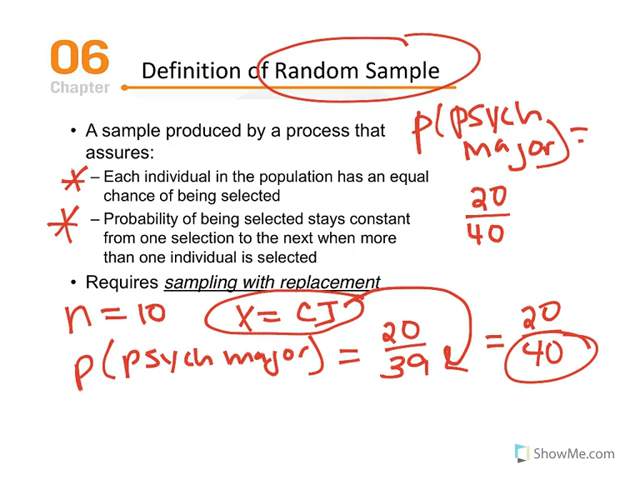 06
Chapter
Definition of Random Sample
• A sample produced by a process that
assures:
– Each individual in the population has an equal
chance of being selected
– Probability of being selected stays constant
from one selection to the next when more
than one individual is selected
• Requires sampling with replacement
p(psych
major) =
20
40
n = 10
X = CJ
p(psych major) = 20/39 = 20/40
ShowMe.com